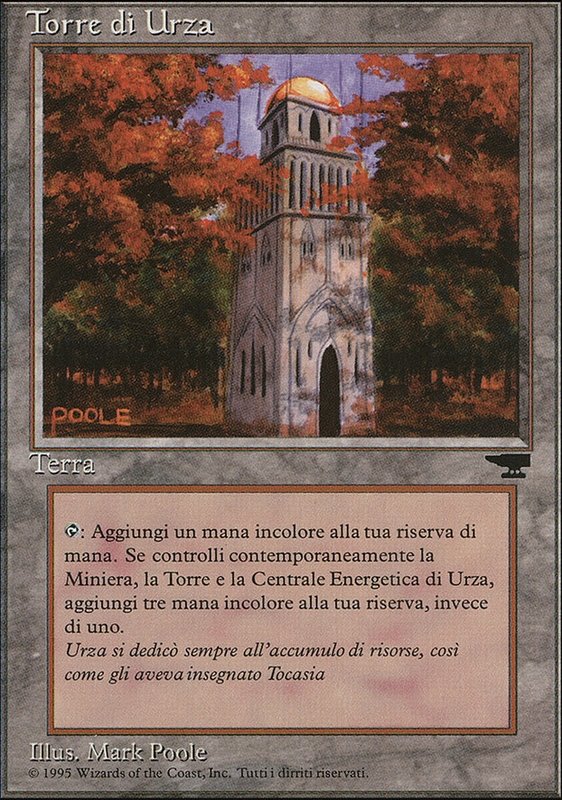 Torre di Urza
POOLE
Terra
: Aggiungi un mana incolore alla tua riserva di
mana. Se controlli contemporaneamente la
Miniera, la Torre e la Centrale Energetica di Urza,
aggiungi tre mana incolore alla tua riserva, invece
di uno.
Urza si dedicò sempre all'accumulo di risorse, così
come gli aveva insegnato Tocasia
Illus. Mark Poole
© 1995 Wizards of the Coast, Inc. Tutti i dirriti riservati.